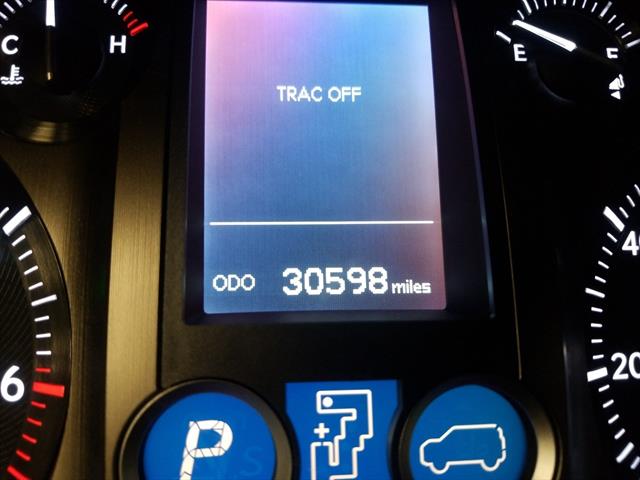 C H
E F
TRAC OFF
ODO 30598 miles
40
20
6
P